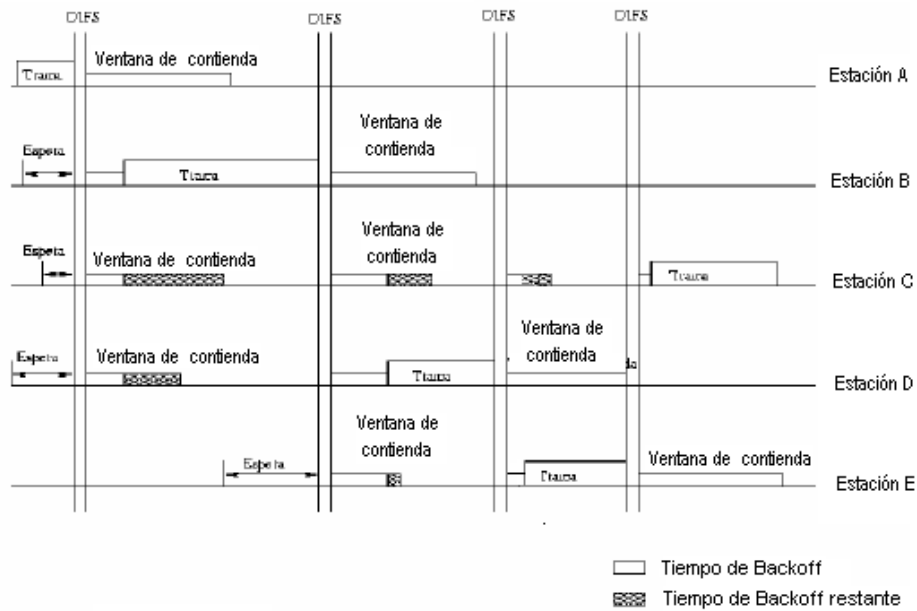 DIFS DIFS DIFS DIFS
Ventana de contienda
Trama
Estación A
Ventana de
contienda
Espera
Trama
Estación B
Ventana de
contienda
Espera
Ventana de contienda
Trama
Estación C
Ventana de
contienda
Espera
Ventana de contienda
Trama
Estación D
Ventana de
contienda
Espera
Ventana de contienda
Trama
Estación E
Tiempo de Backoff
Tiempo de Backoff restante